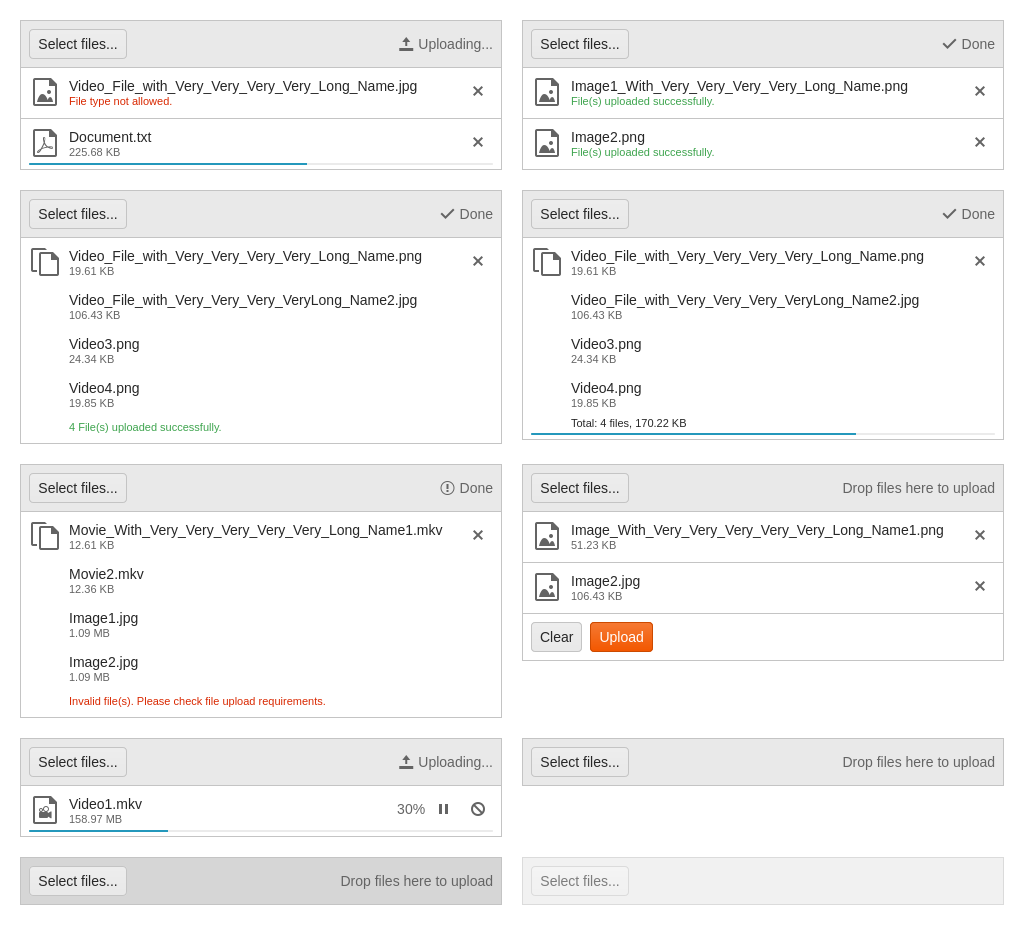 Select files...
Uploading...
Video_File_with_Very_Very_Very_Very_Long_Name.jpg
File type not allowed.
Document.txt
225.68 KB
Select files...
Done
Image1_With_Very_Very_Very_Very_Long_Name.png
File(s) uploaded successfully.
Image2.png
File(s) uploaded successfully.
Select files...
Done
Video_File_with_Very_Very_Very_Very_Long_Name.png
19.61 KB
Video_File_with_Very_Very_Very_VeryLong_Name2.jpg
106.43 KB
Video3.png
24.34 KB
Video4.png
19.85 KB
4 File(s) uploaded successfully.
Select files...
Done
Video_File_with_Very_Very_Very_Very_Long_Name.png
19.61 KB
Video_File_with_Very_Very_Very_VeryLong_Name2.jpg
106.43 KB
Video3.png
24.34 KB
Video4.png
19.85 KB
Total: 4 files, 170.22 KB
Select files...
Done
Movie_With_Very_Very_Very_Very_Very_Long_Name1.mkv
12.61 KB
Movie2.mkv
12.36 KB
Image1.jpg
1.09 MB
Image2.jpg
1.09 MB
Invalid file(s). Please check file upload requirements.
Select files...
Drop files here to upload
Image_With_Very_Very_Very_Very_Very_Long_Name1.png
51.23 KB
Image2.jpg
106.43 KB
Clear
Upload
Select files...
Uploading...
Video1.mkv
158.97 MB
30%
Select files...
Drop files here to upload
Select files...
Drop files here to upload
Select files...